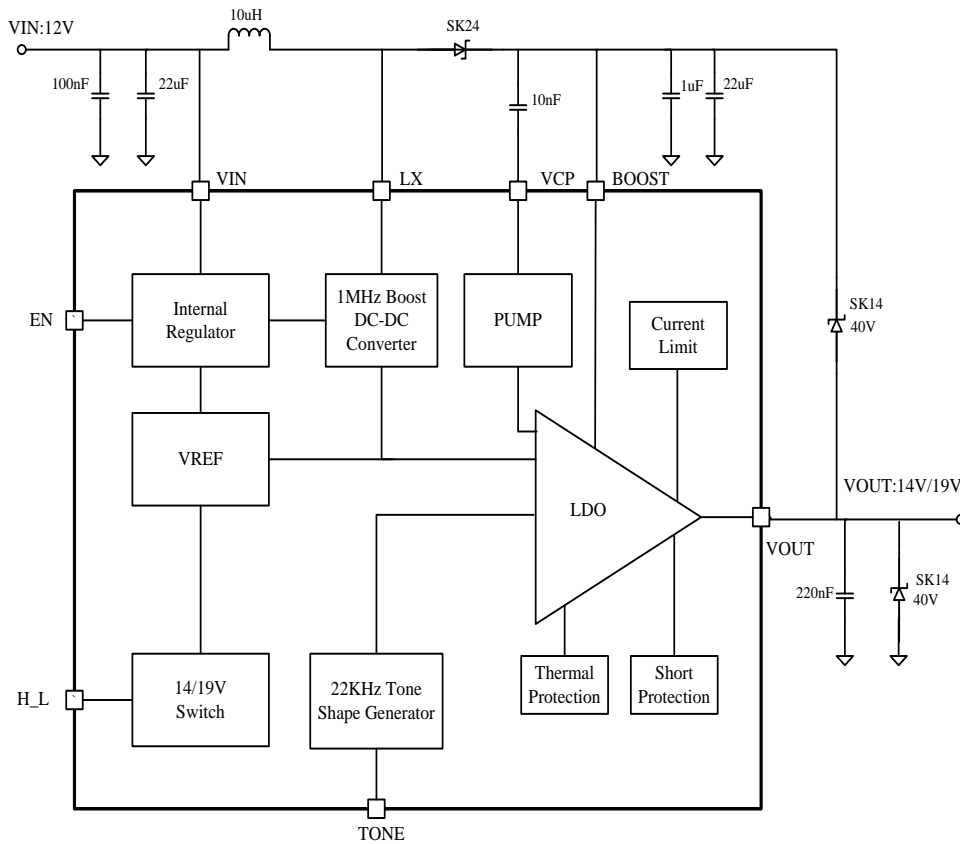 VIN:12V
10uH
SK24
100nF
22uF
10nF
1uF
22uF
VIN
LX
VCP
BOOST
EN
Internal
Regulator
1MHz Boost
DC-DC
Converter
PUMP
Current
Limit
SK14
40V
VREF
LDO
VOUT:14V/19V
VOUT
220nF
SK14
40V
H_L
14/19V
Switch
22KHz Tone
Shape Generator
Thermal
Protection
Short
Protection
TONE